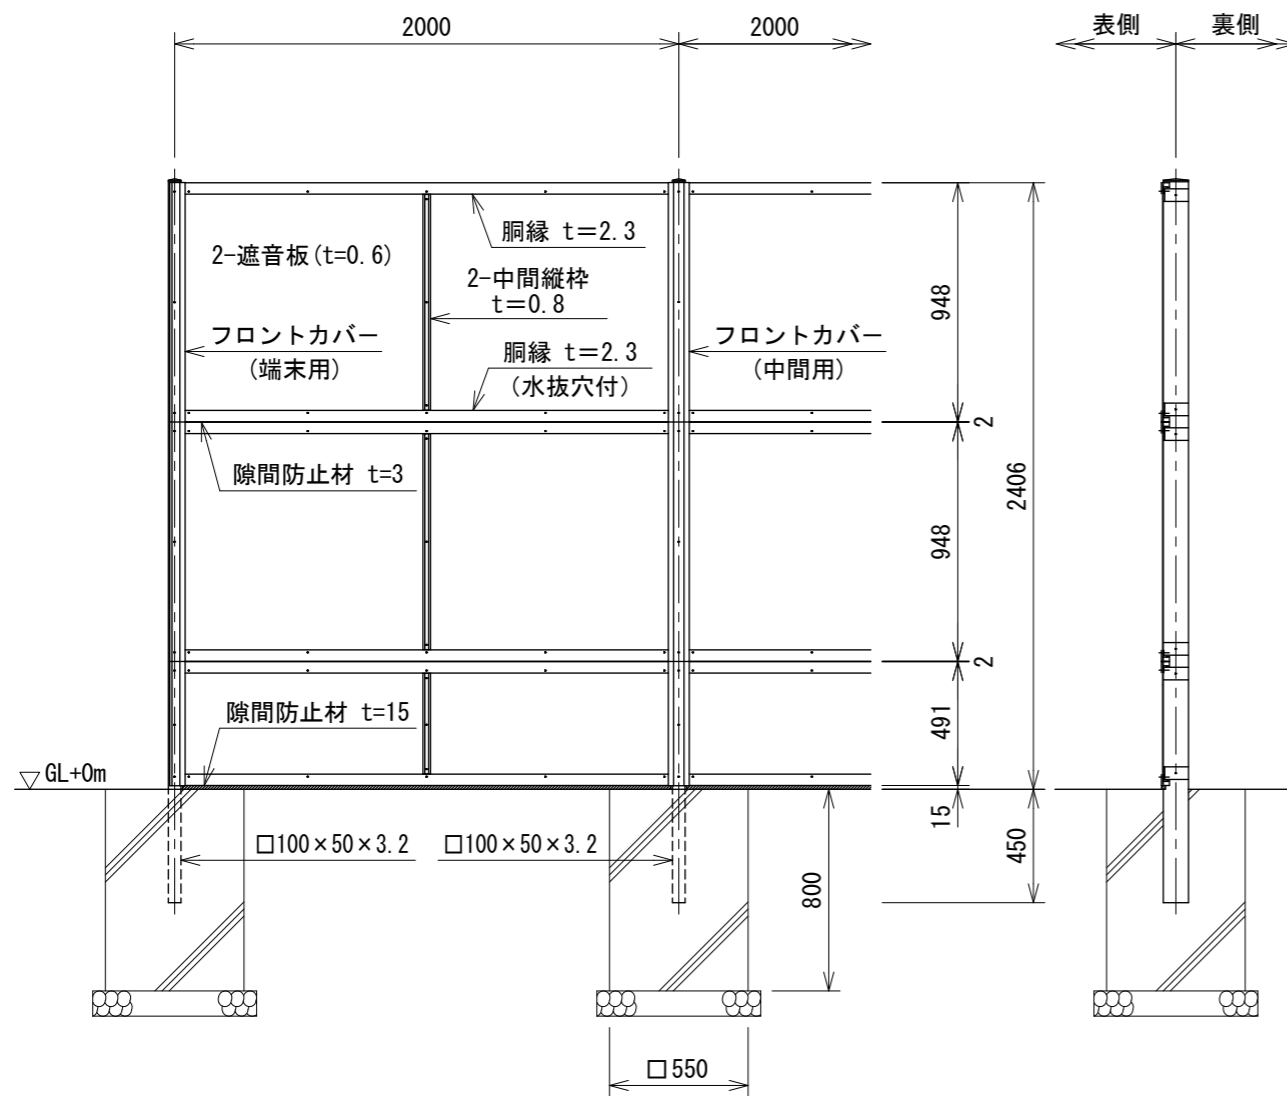 2000
2000
表側
裏側
胴縁 t=2.3
2-遮音板(t=0.6)
2-中間縦枠
t=0.8
948
フロントカバー
(端末用)
胴縁 t=2.3
(水抜穴付)
フロントカバー
(中間用)
2
隙間防止材 t=3
2406
948
2
隙間防止材 t=15
491
GL+0m
15
□100×50×3.2
□100×50×3.2
450
800
□550